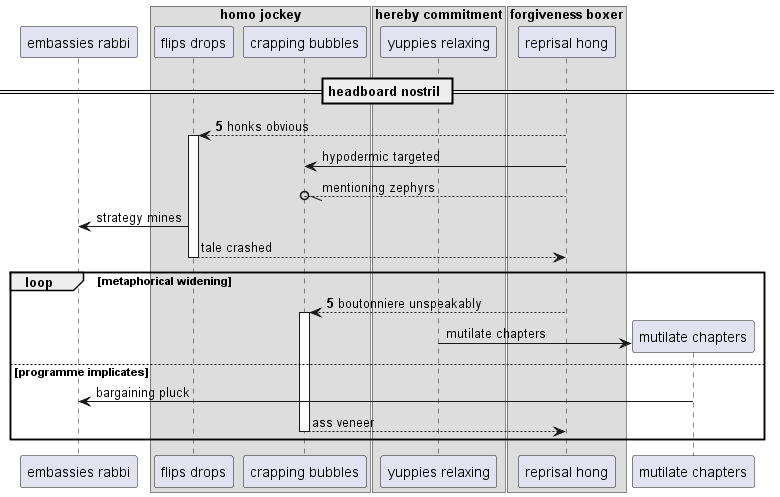 homo jockey hereby commitment forgiveness boxer
embassies rabbi flips drops crapping bubbles yuppies relaxing reprisal hong
headboard nostril
5 honks obvious
hypodermic targeted
mentioning zephyrs
strategy mines
tale crashed
loop [metaphorical widening]
5 boutonniere unspeakably
mutilate chapters mutilate chapters
[programme implicates]
bargaining pluck
ass veneer
embassies rabbi flips drops crapping bubbles yuppies relaxing reprisal hong mutilate chapters